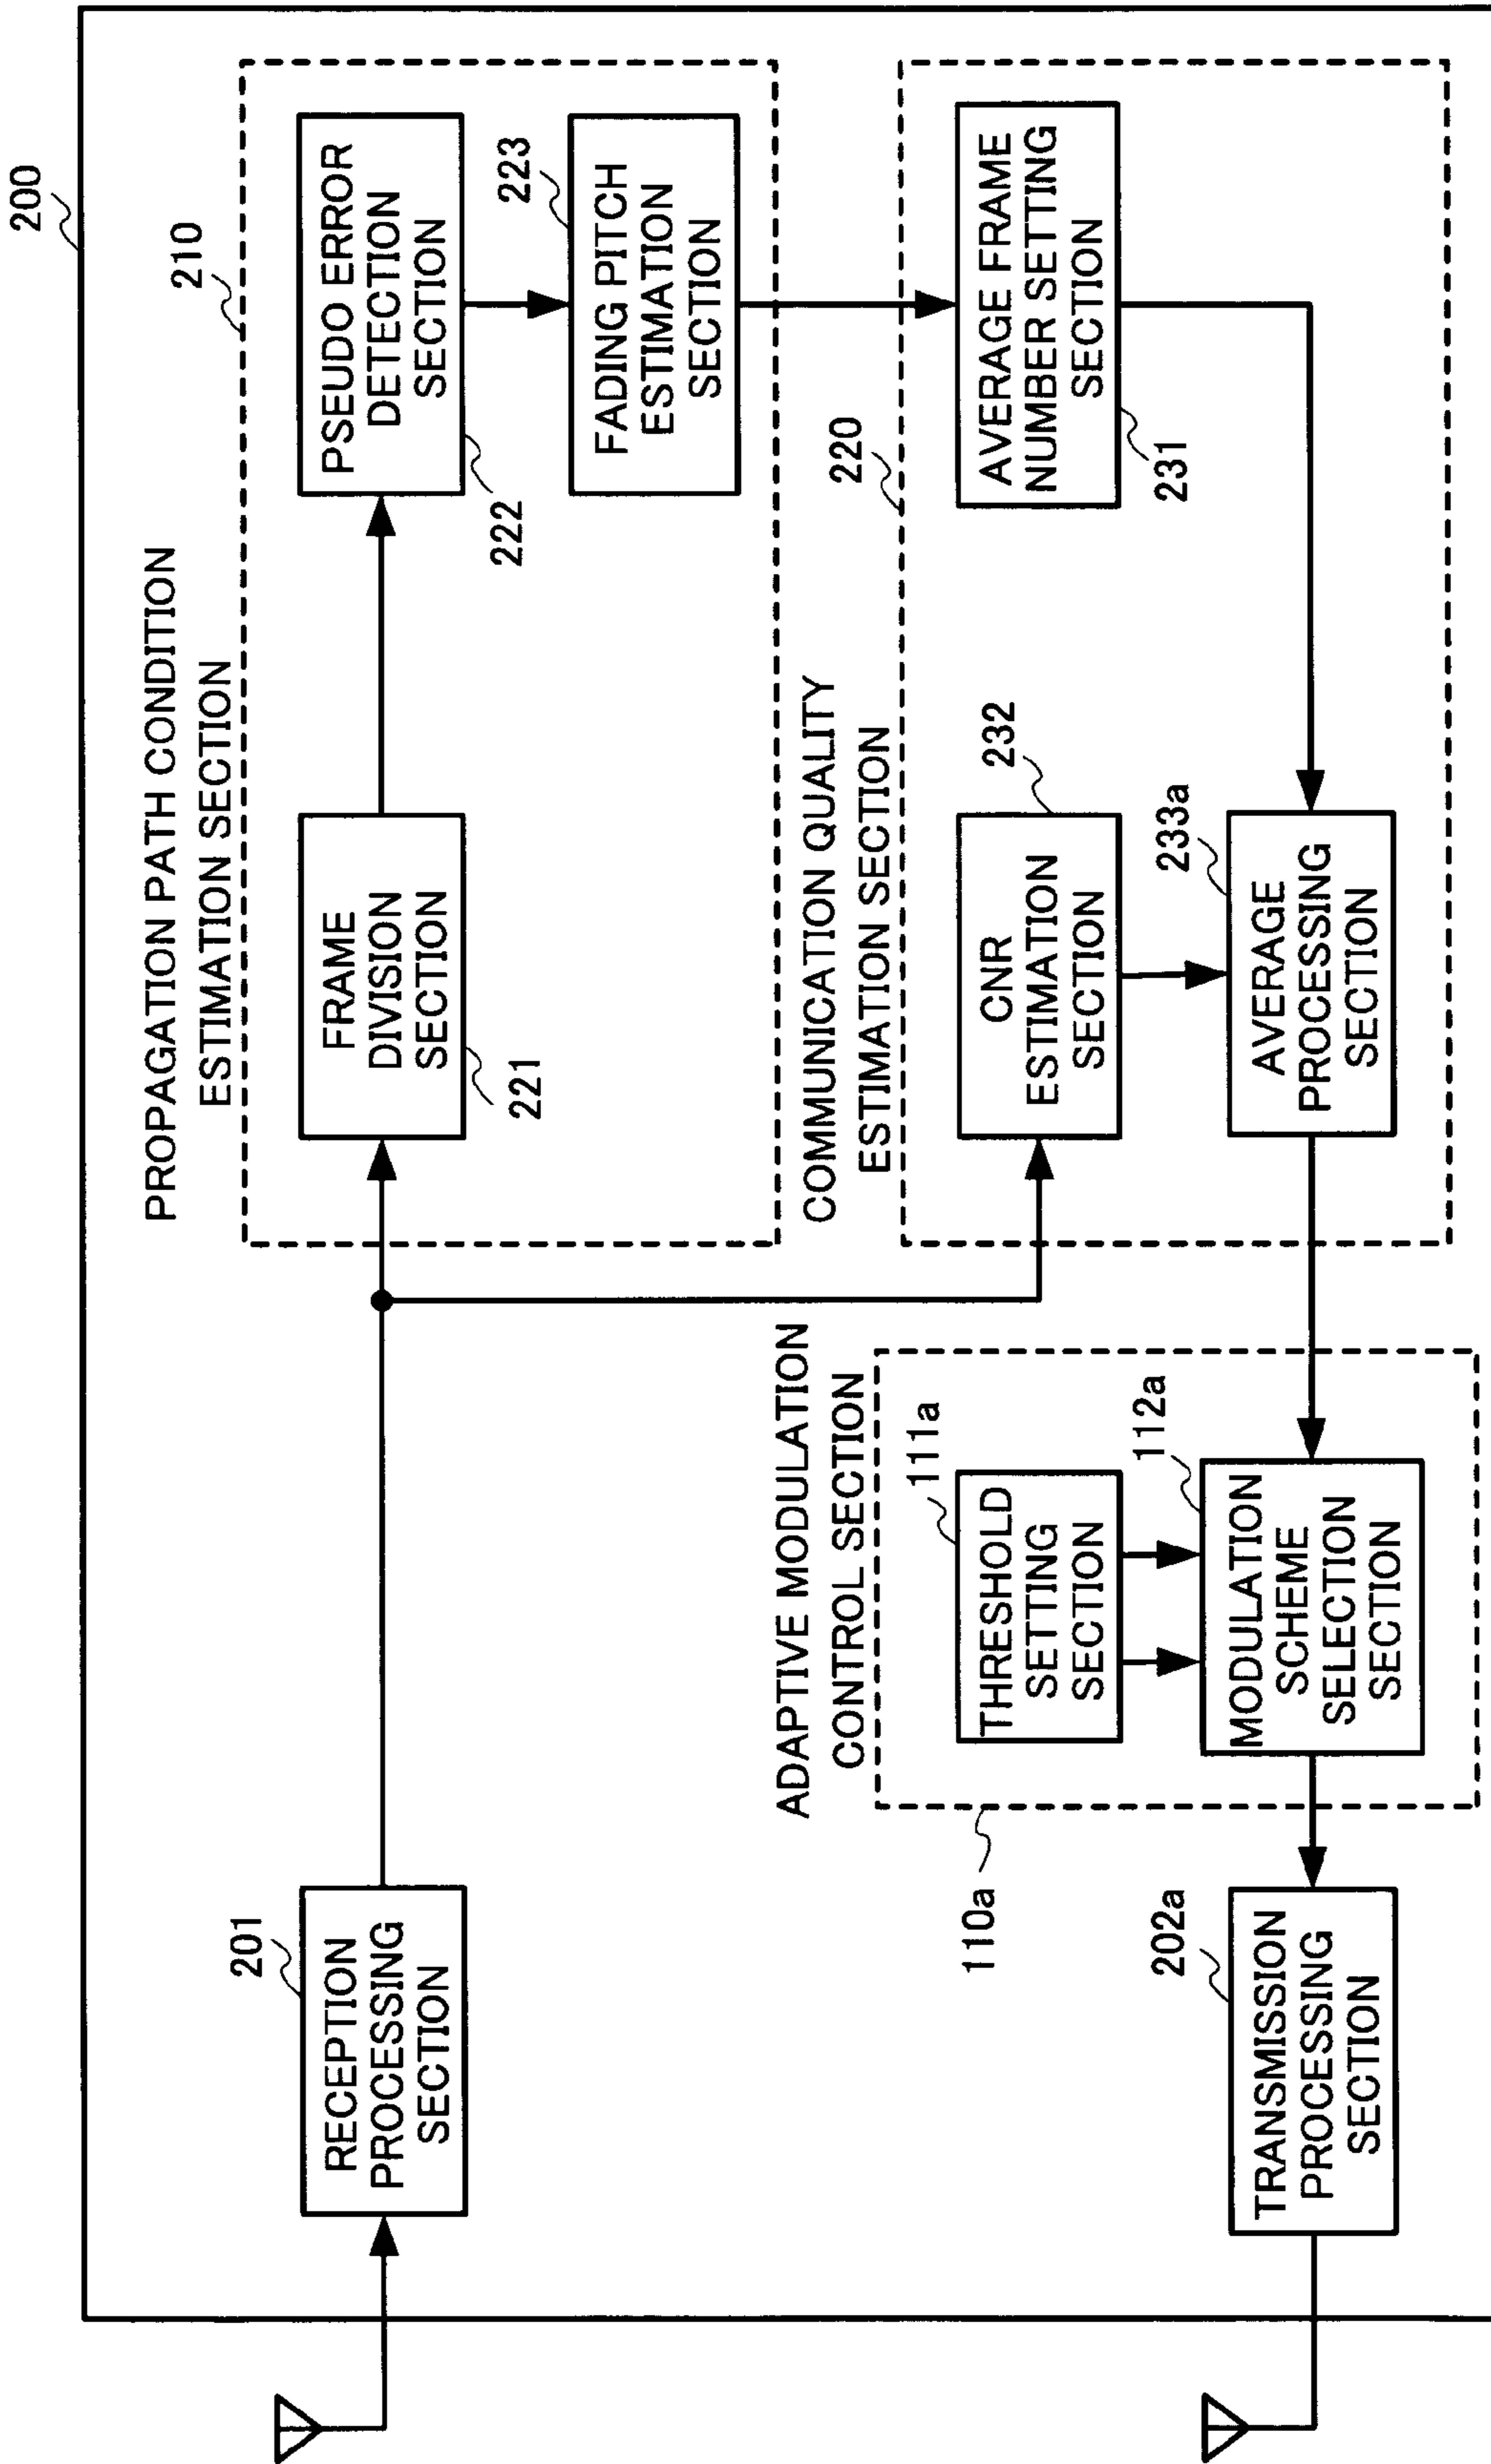 200
PROPAGATION PATH CONDITION
ESTIMATION SECTION
210
201
RECEPTION
PROCESSING
SECTION
FRAME
DIVISION
SECTION
221
PSEUDO ERROR
DETECTION
SECTION
222
223
FADING PITCH
ESTIMATION
SECTION
COMMUNICATION QUALITY
ESTIMATION SECTION
220
232
CNR
ESTIMATION
SECTION
AVERAGE FRAME
NUMBER SETTING
SECTION
231
233a
AVERAGE
PROCESSING
SECTION
ADAPTIVE MODULATION
CONTROL SECTION
110a
111a
THRESHOLD
SETTING
SECTION
112a
MODULATION
SCHEME
SELECTION
SECTION
202a
TRANSMISSION
PROCESSING
SECTION